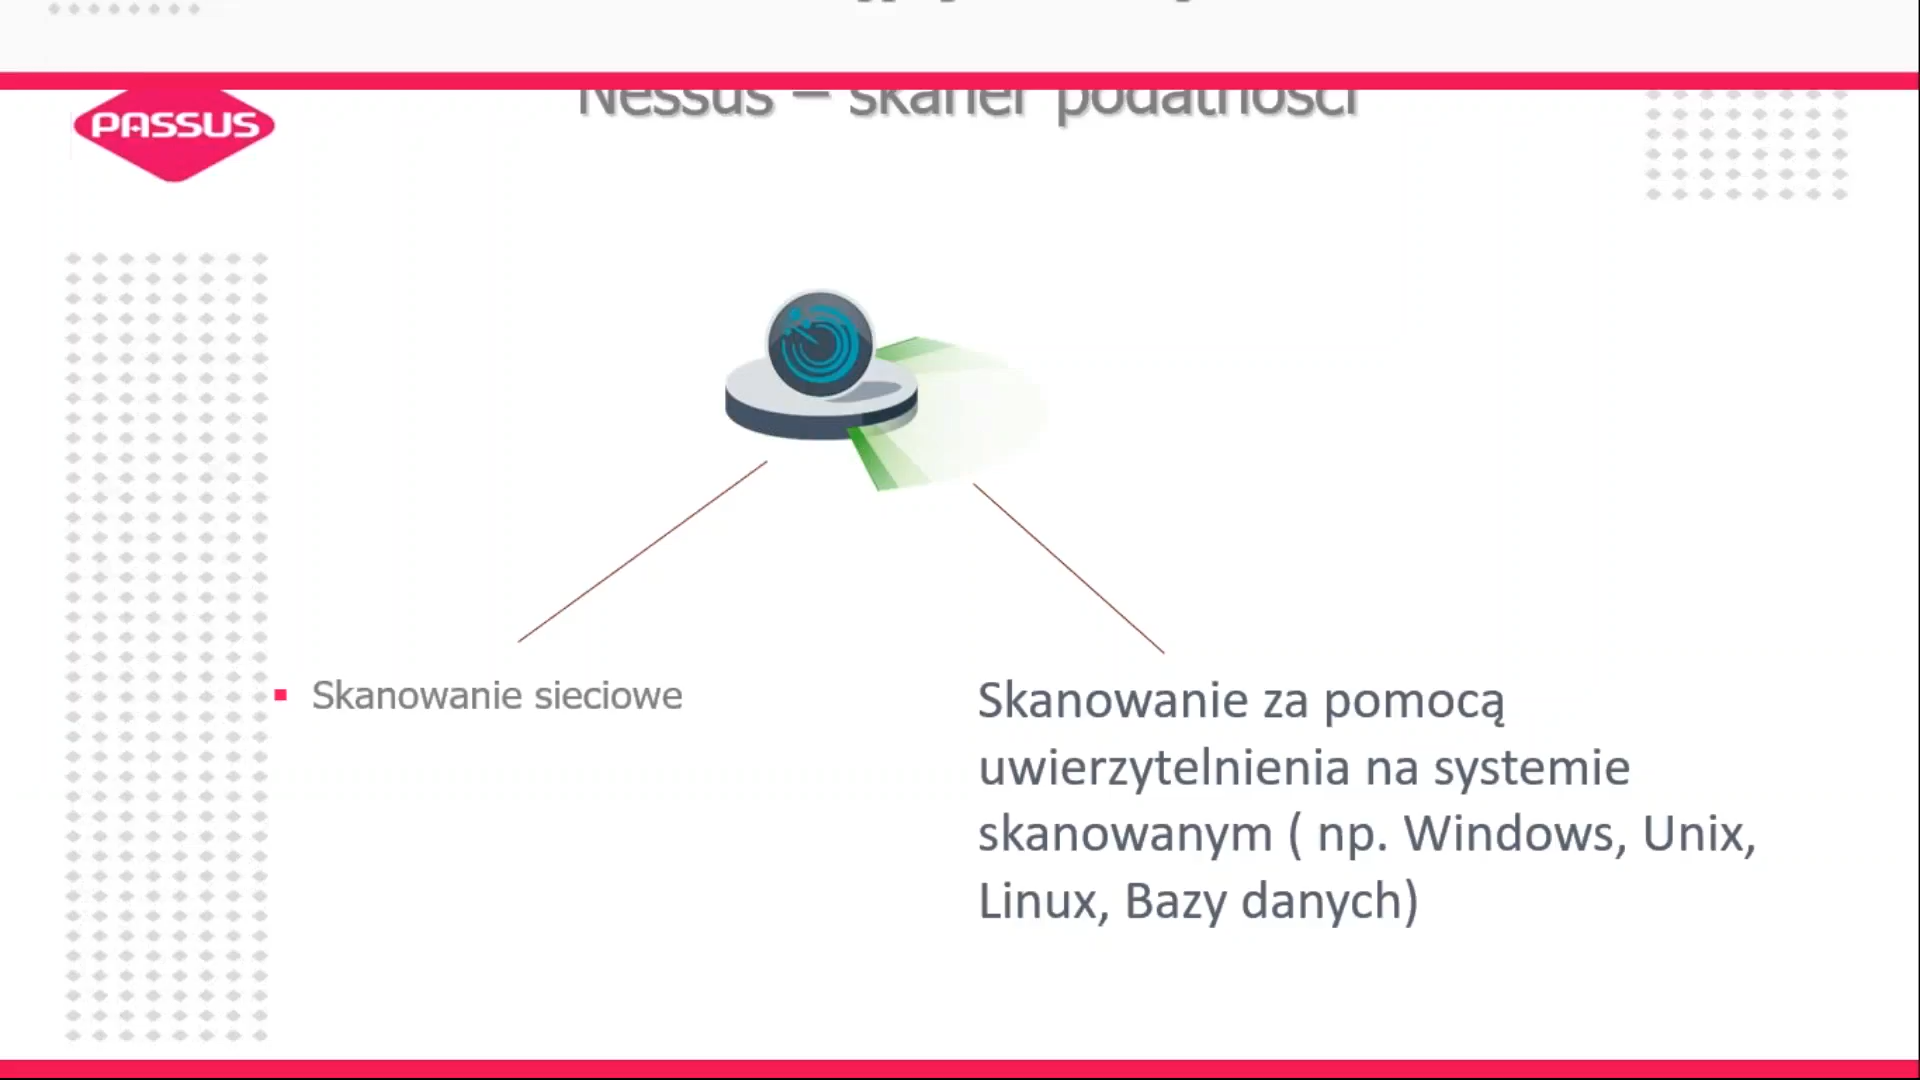 PASSUS
Nessus – skaner podatności
Skanowanie sieciowe
Skanowanie za pomocą
uwierzytelnienia na systemie
skanowanym ( np. Windows, Unix,
Linux, Bazy danych)